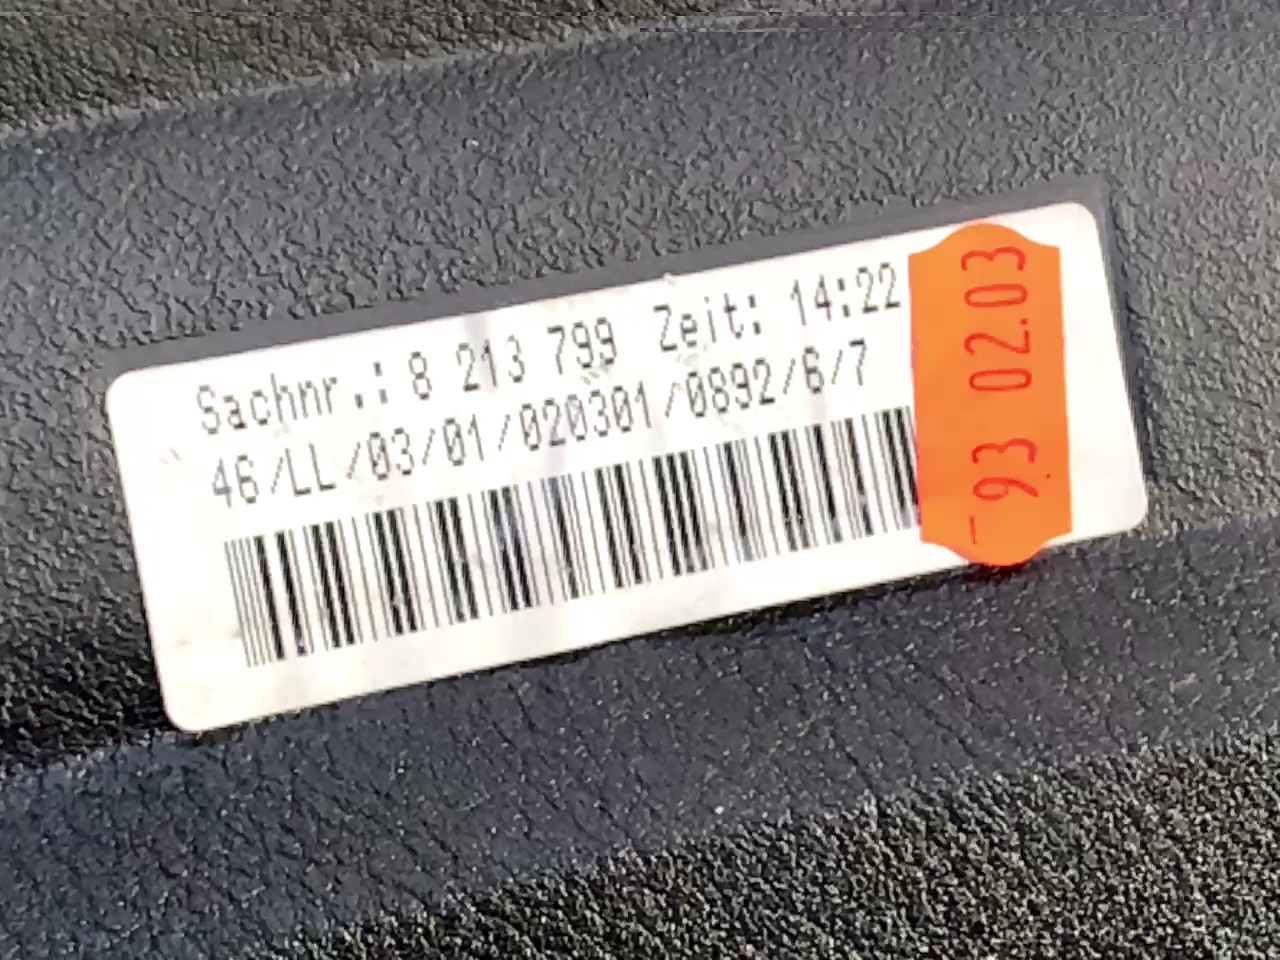 Sachnr.: 8 213 799 Zeit: 14:22
46/LL/03/01/020301/0892/6/7
93 02.03